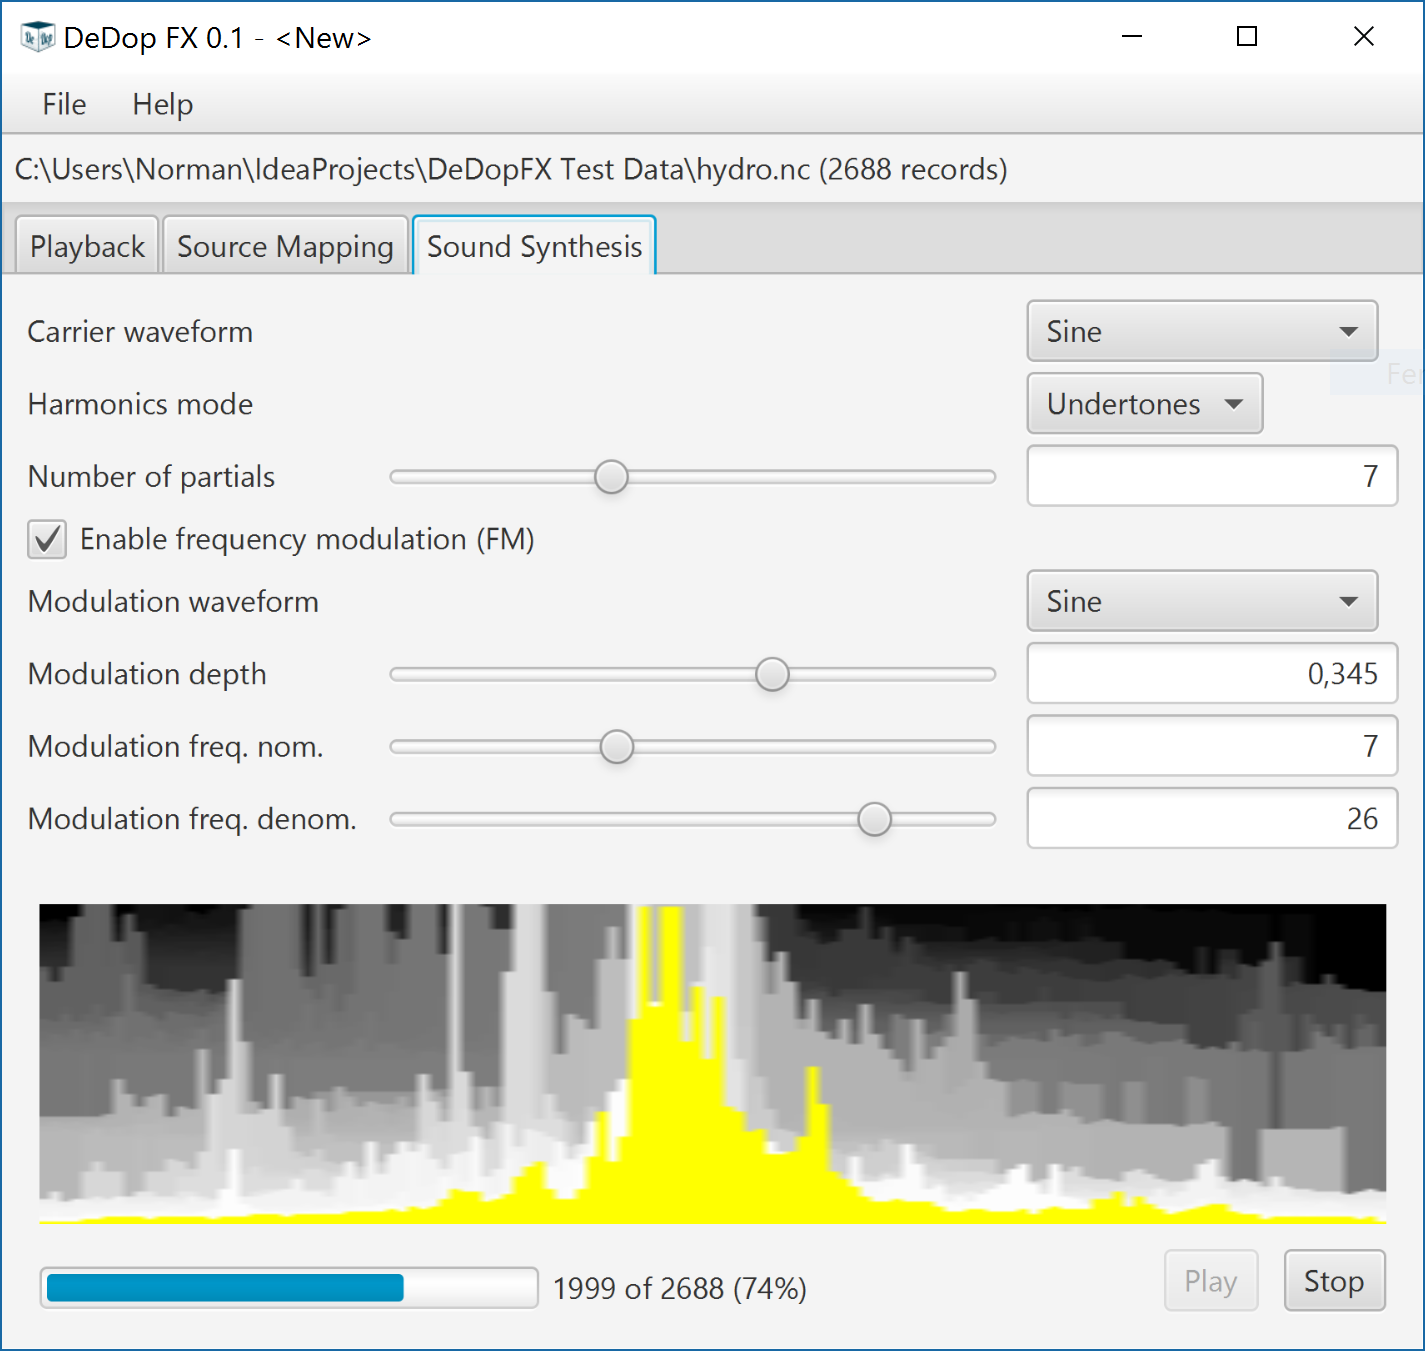 De Dop DeDop FX 0.1 - <New>
File Help
C:\Users\Norman\IdeaProjects\DeDopFX Test Data\hydro.nc (2688 records)
Playback Source Mapping Sound Synthesis
Carrier waveform Sine
Fer
Harmonics mode Undertones
Number of partials 7
Enable frequency modulation (FM)
Modulation waveform Sine
Modulation depth 0,345
Modulation freq. nom. 7
Modulation freq. denom. 26
1999 of 2688 (74%) Play Stop